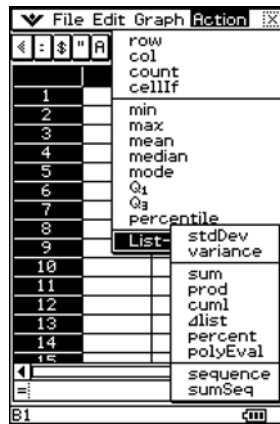 File Edit Graph Action
: $ " A
row
col
count
cellIf
min
max
mean
median
mode
Q1
Q3
percentile
List-
stdDev
variance
sum
prod
cuml
⊿list
percent
polyEval
sequence
sumSeq
1
2
3
4
5
6
7
8
9
10
11
12
13
14
15
=
B1